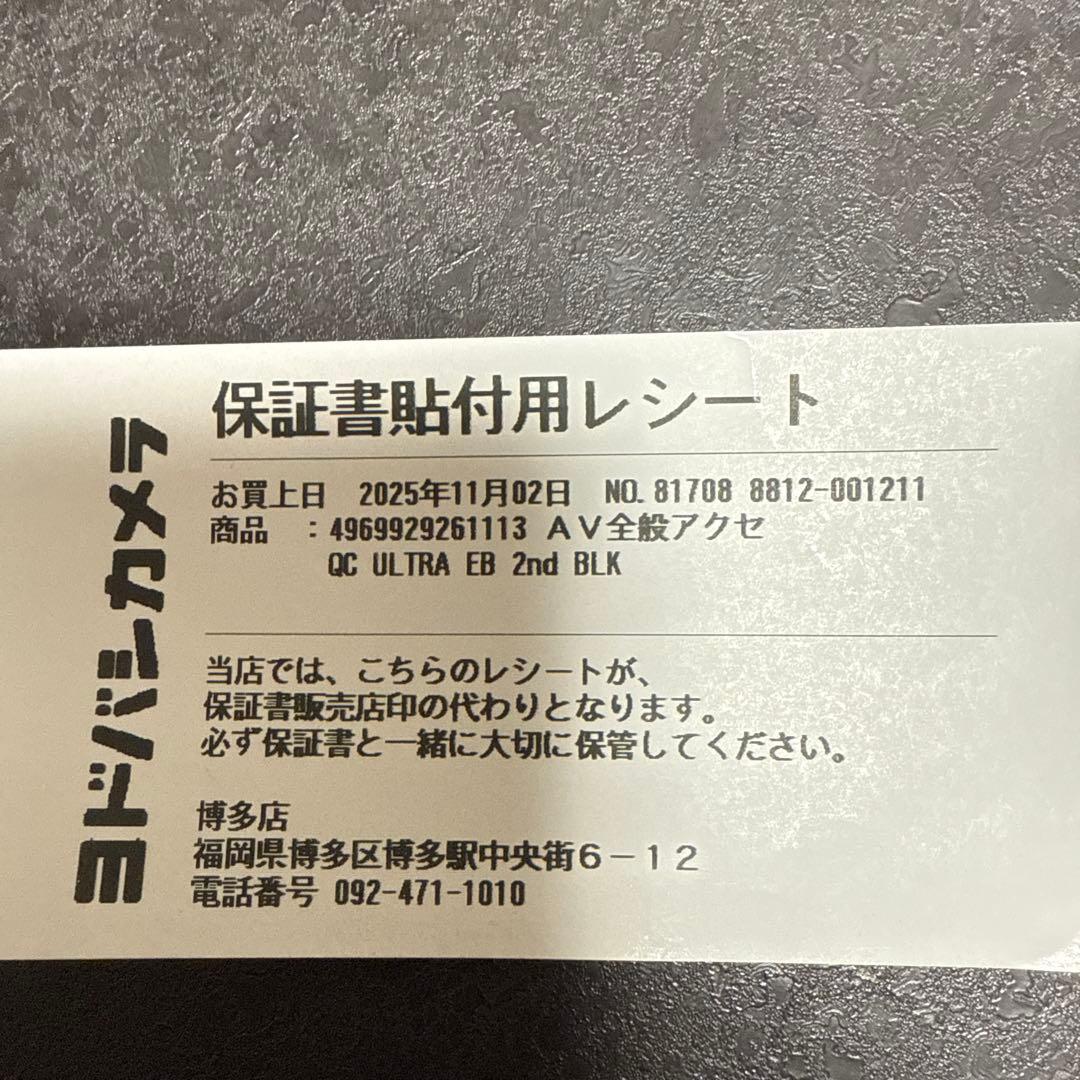 ヨドバシカメラ
保証書貼付用レシート
お買上日 2025年11月02日 NO. 81708 8812-001211
商品 :4969929261113 AV全般アクセ
QC ULTRA EB 2nd BLK
当店では、こちらのレシートが、
保証書販売店印の代わりとなります。
必ず保証書と一緒に大切に保管してください。
博多店
福岡県博多区博多駅中央街6-12
電話番号 092-471-1010